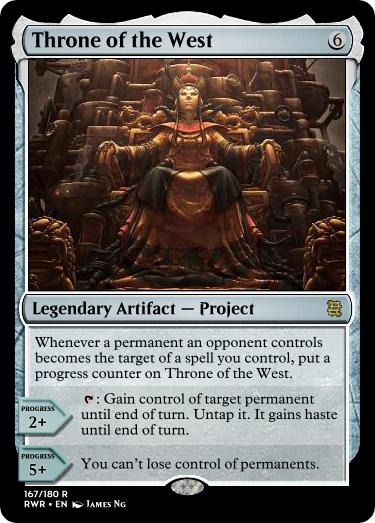 Throne of the West 6
Legendary Artifact — Project
Whenever a permanent an opponent controls
becomes the target of a spell you control, put a
progress counter on Throne of the West.
PROGRESS
2+
: Gain control of target permanent
until end of turn. Untap it. It gains haste
until end of turn.
PROGRESS
5+
You can't lose control of permanents.
167/180 R
RWR • EN JAMES NG